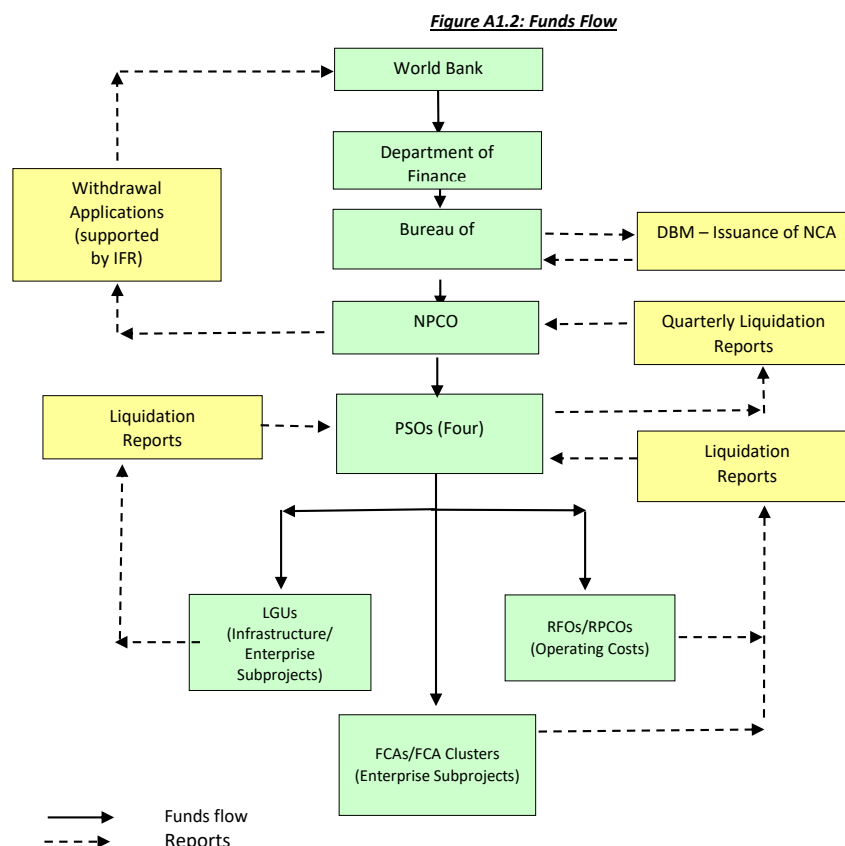 Figure A1.2: Funds Flow
World Bank
Department of
Finance
Withdrawal
Applications
(supported
by IFR)
Bureau of
DBM – Issuance of NCA
NPCO
Quarterly Liquidation
Reports
Liquidation
Reports
PSOs (Four)
Liquidation
Reports
LGUs
(Infrastructure/
Enterprise
Subprojects)
RFOs/RPCOs
(Operating Costs)
FCAs/FCA Clusters
(Enterprise Subprojects)
Funds flow
Reports